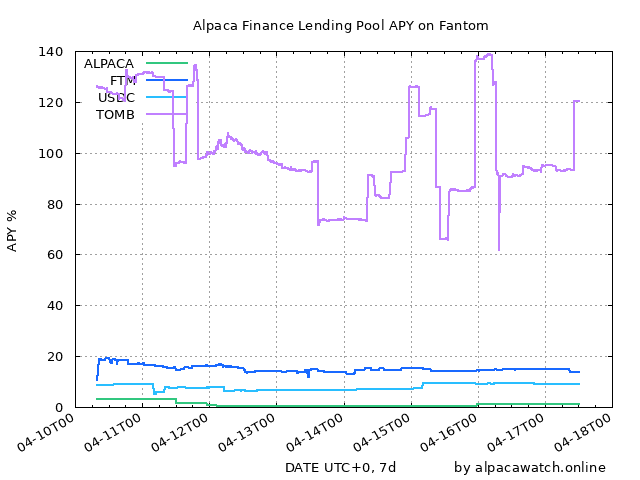 Alpaca Finance Lending Pool APY on Fantom
140
120
100
80
60
40
20
0
APY %
ALPACA
FTM
USDC
TOMB
04-10T00
04-11T00
04-12T00
04-13T00
04-14T00
04-15T00
04-16T00
04-17T00
04-18T00
DATE UTC+0, 7d
by alpacawatch.online